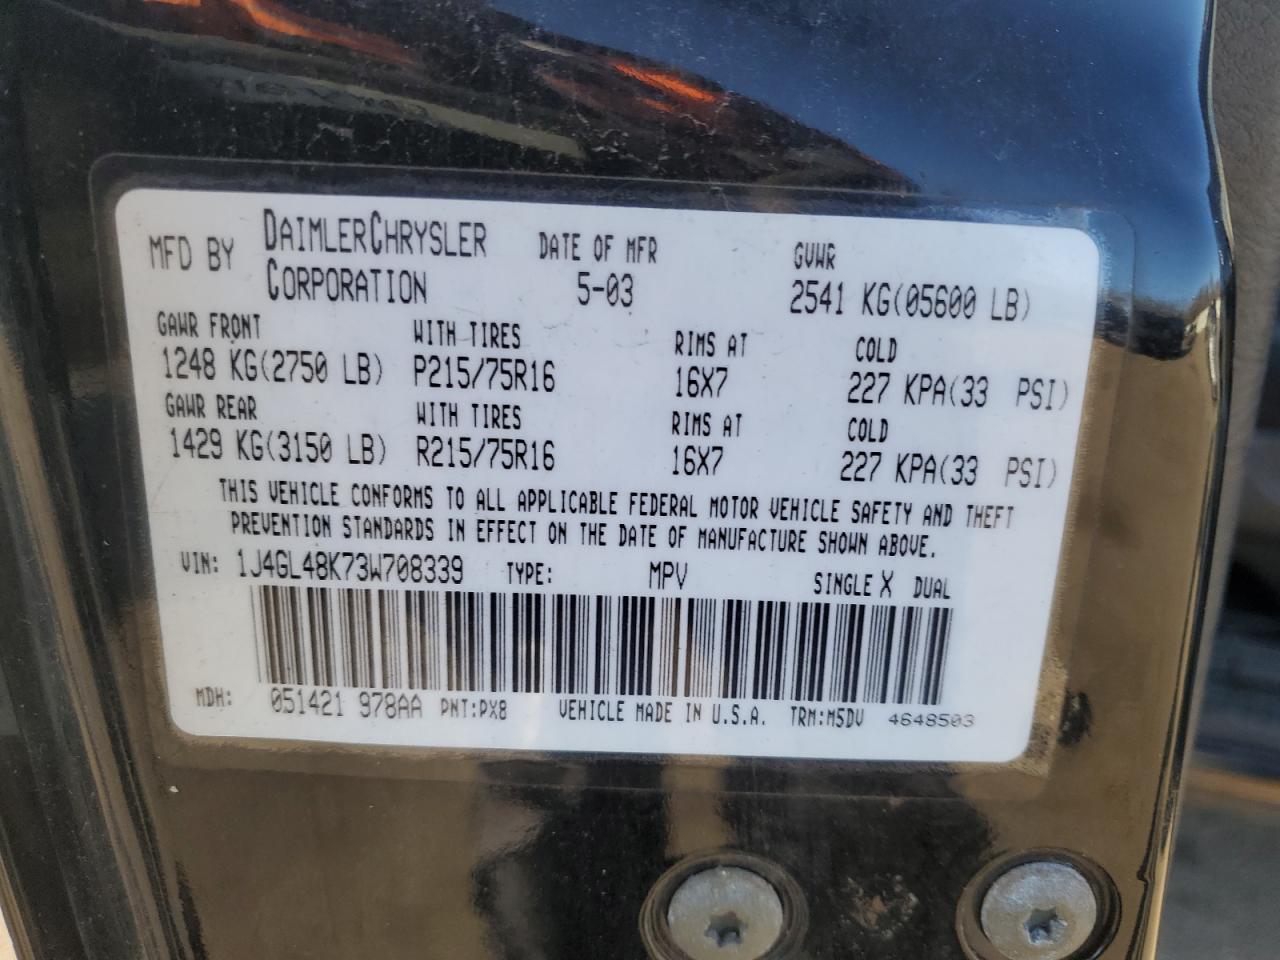 MFD BY DAIMLERCHRYSLER CORPORATION DATE OF MFR 5-03 GVWR 2541 KG(05600 LB)
GAWR FRONT WITH TIRES RIMS AT COLD
1248 KG(2750 LB) P215/75R16 16X7 227 KPA(33 PSI)
GAWR REAR WITH TIRES RIMS AT COLD
1429 KG(3150 LB) R215/75R16 16X7 227 KPA(33 PSI)
THIS VEHICLE CONFORMS TO ALL APPLICABLE FEDERAL MOTOR VEHICLE SAFETY AND THEFT
PREVENTION STANDARDS IN EFFECT ON THE DATE OF MANUFACTURE SHOWN ABOVE.
VIN: 1J4GL48K73W708339 TYPE: MPV SINGLE X DUAL
MDH: 051421 978AA PNT:PX8 VEHICLE MADE IN U.S.A. TRM:M5DV 4648503